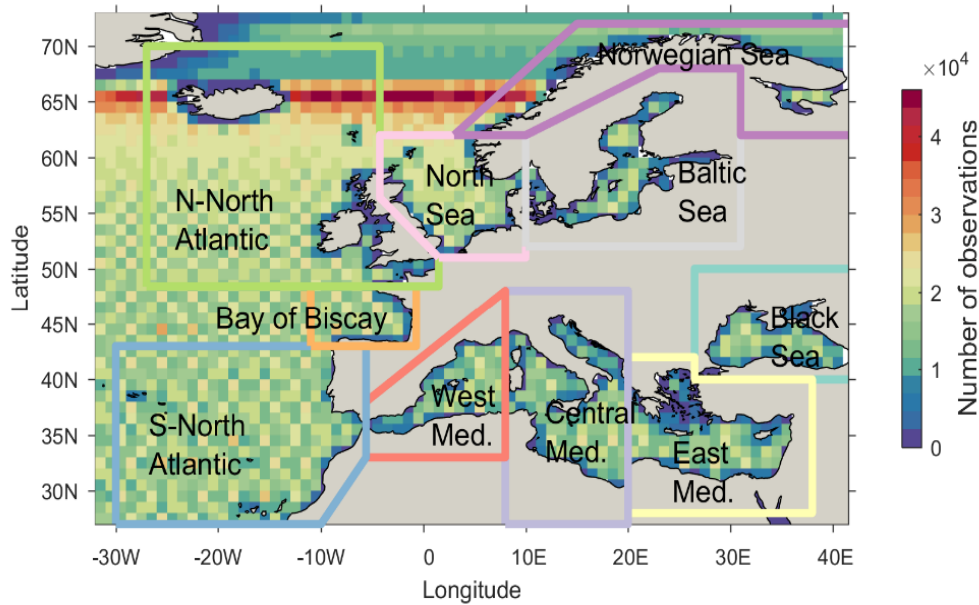 ×10⁴
70N
65N
60N
55N
50N
45N
40N
35N
30N
Latitude
Norwegian Sea
North
Sea
Baltic
Sea
N-North
Atlantic
Bay of Biscay
Black
Sea
S-North
Atlantic
West
Med.
Central
Med.
East
Med.
-30W
-20W
-10W
0
10E
20E
30E
40E
Longitude
4
3
2
1
0
Number of observations